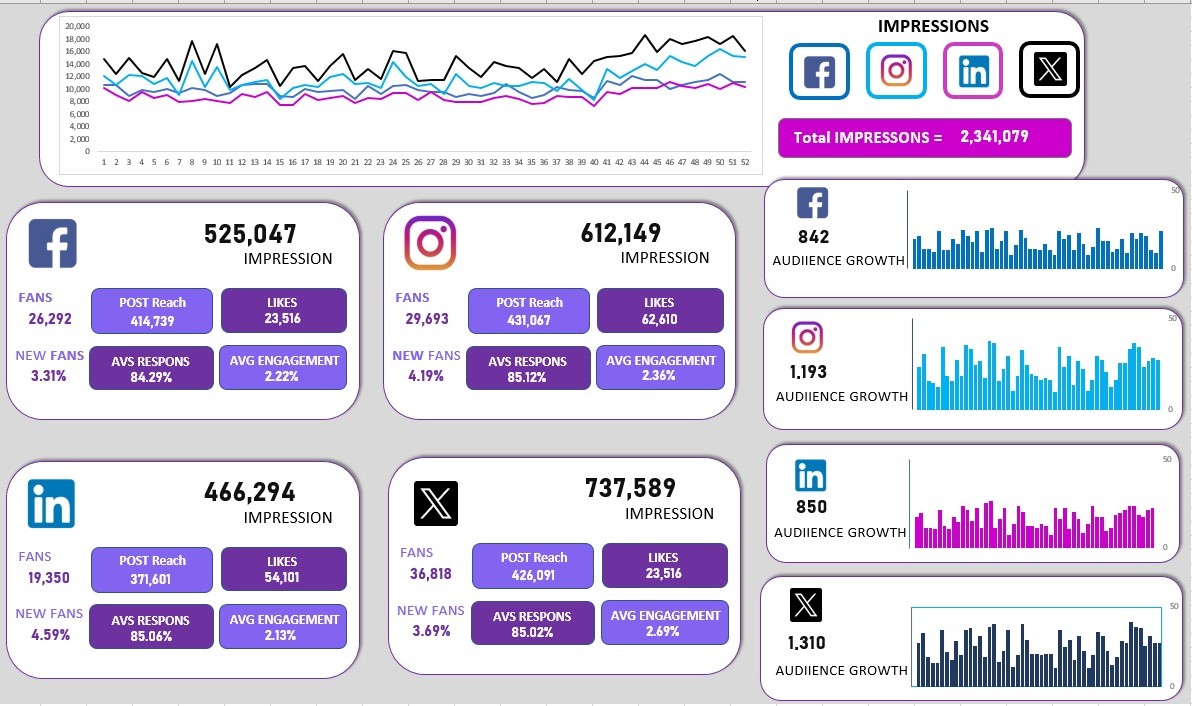 20,000
18,000
16,000
14,000
12,000
10,000
8,000
6,000
4,000
2,000
0
1 2 3 4 5 6 7 8 9 10 11 12 13 14 15 16 17 18 19 20 21 22 23 24 25 26 27 28 29 30 31 32 33 34 35 36 37 38 39 40 41 42 43 44 45 46 47 48 49 50 51 52
IMPRESSIONS
Total IMPRESSONS = 2,341,079
525,047
IMPRESSION
FANS
26,292
POST Reach
414,739
LIKES
23,516
NEW FANS
3.31%
AVS RESPONS
84.29%
AVG ENGAGEMENT
2.22%
612,149
IMPRESSION
FANS
29,693
POST Reach
431,067
LIKES
62,610
NEW FANS
4.19%
AVS RESPONS
85.12%
AVG ENGAGEMENT
2.36%
842
AUDIIENCE GROWTH
50
0
1,193
AUDIIENCE GROWTH
50
0
466,294
IMPRESSION
FANS
19,350
POST Reach
371,601
LIKES
54,101
NEW FANS
4.59%
AVS RESPONS
85.06%
AVG ENGAGEMENT
2.13%
737,589
IMPRESSION
FANS
36,818
POST Reach
426,091
LIKES
23,516
NEW FANS
3.69%
AVS RESPONS
85.02%
AVG ENGAGEMENT
2.69%
850
AUDIIENCE GROWTH
50
0
1,310
AUDIIENCE GROWTH
50
0